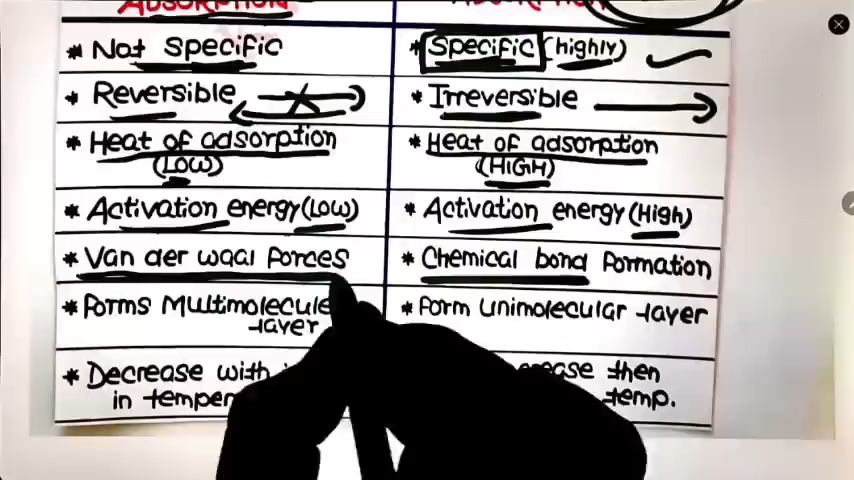 ADSORPTION
* Not specific
* Specific (highly)
* Reversible
* Irreversible
* Heat of adsorption
(LOW)
* Heat of adsorption
(HIGH)
* Activation energy (LOW)
* Activation energy (High)
* Van der waal forces
* Chemical bond formation
* Forms Multimolecule
layer
* Form Unimolecular layer
* Decrease with
in temper
then
temp.